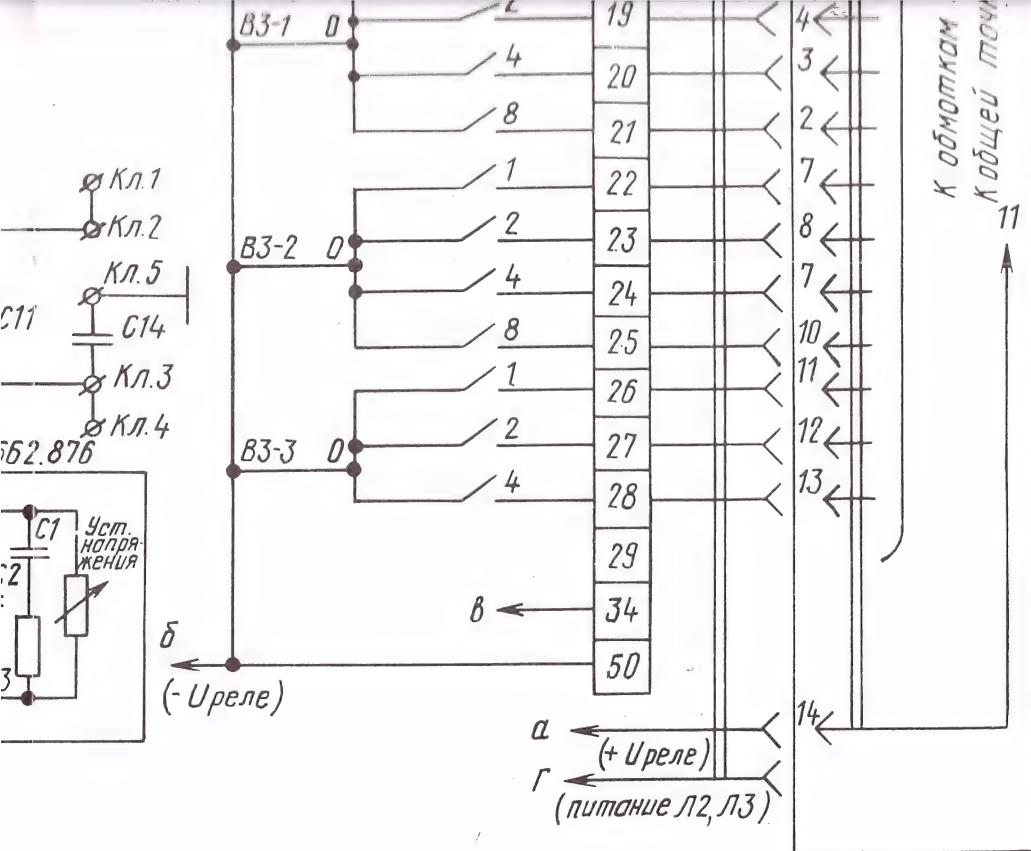 2 19 4
В3-1 0
4 20 3
8 21 2
К обмоткам
К общей
Кл.1
1 22 7
11
Кл.2
2 23 8
В3-2 0
Кл.5
4 24 7
С11 С14
8 25 10
Кл.3
1 26 11
Кл.4
2 27 12
562.876
В3-3 0
4 28 13
С1
Уст.
напря-
жения
29
С2
в 34
б
3
50
(- Uреле)
14
а
(+ Uреле)
г
(питание Л2, Л3)